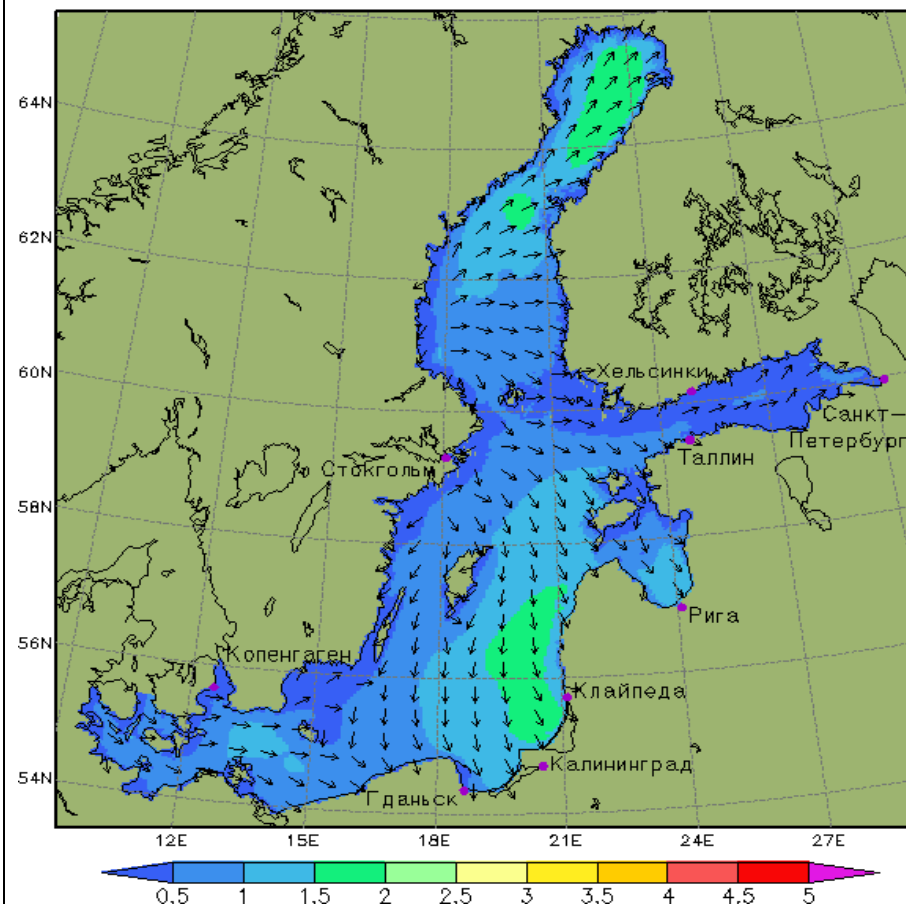 64N
62N
60N
Хельсинки
Санкт-
Петербург
Таллин
Стокгольм
58N
Рига
56N
Копенгаген
Клайпеда
54N
Калининград
Гданьск
12E 15E 18E 21E 24E 27E
0,5 1 1,5 2 2,5 3 3,5 4 4,5 5